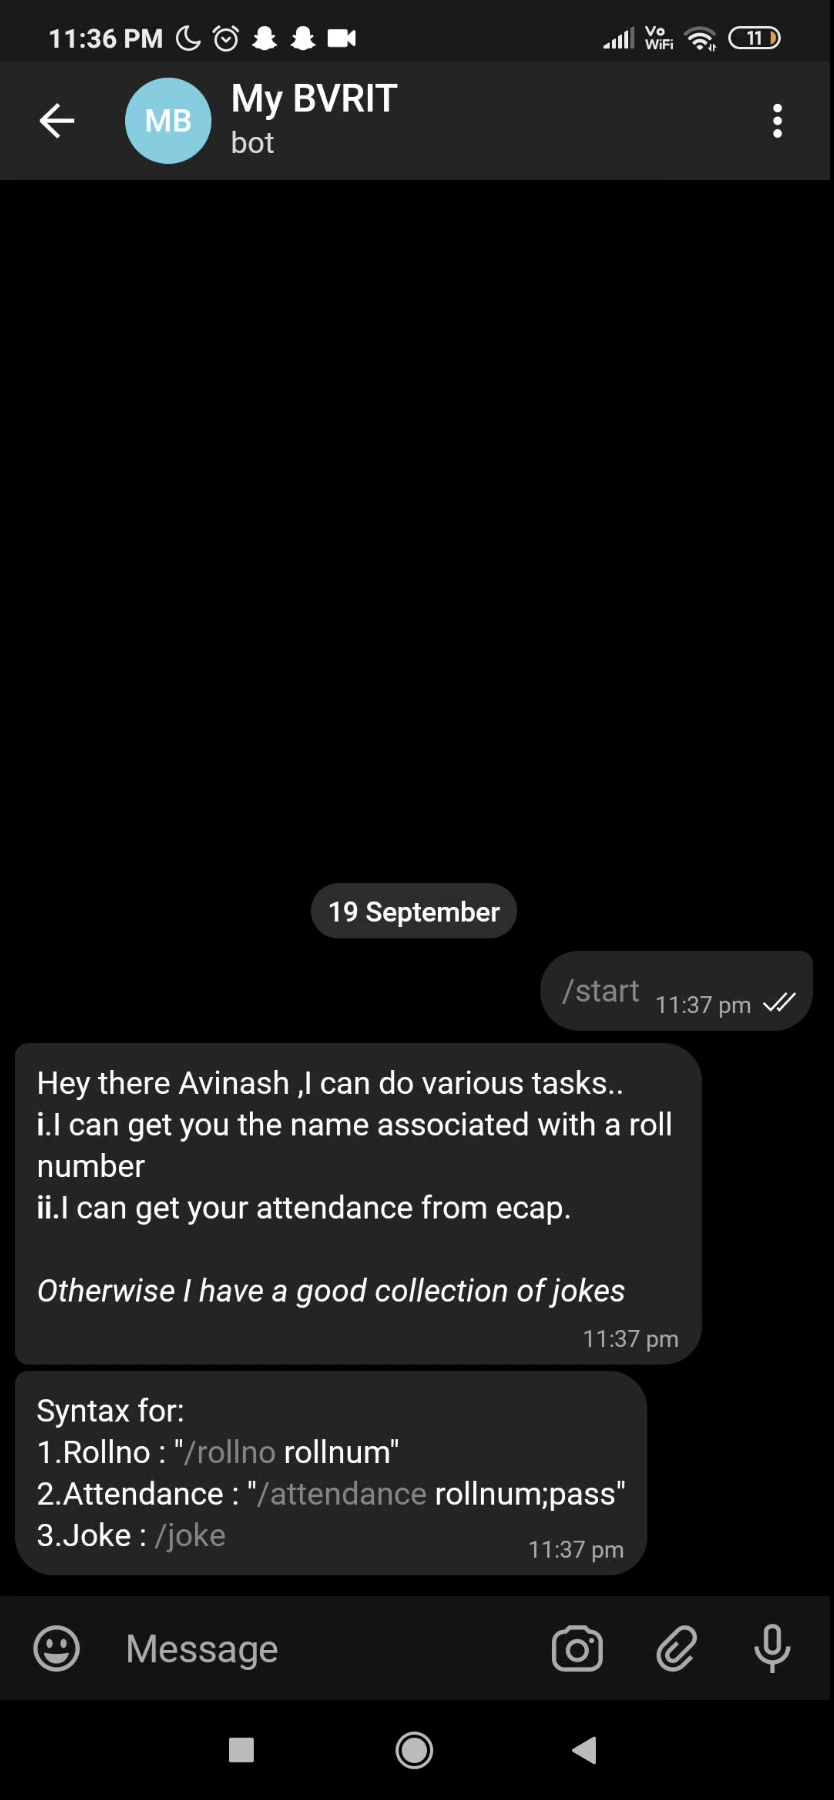 11:36 PM Vo WiFi 11
MB My BVRIT
bot
19 September
/start 11:37 pm
Hey there Avinash ,I can do various tasks..
i.I can get you the name associated with a roll
number
ii.I can get your attendance from ecap.
Otherwise I have a good collection of jokes
11:37 pm
Syntax for:
1.Rollno : "/rollno rollnum"
2.Attendance : "/attendance rollnum;pass"
3.Joke : /joke
11:37 pm
Message